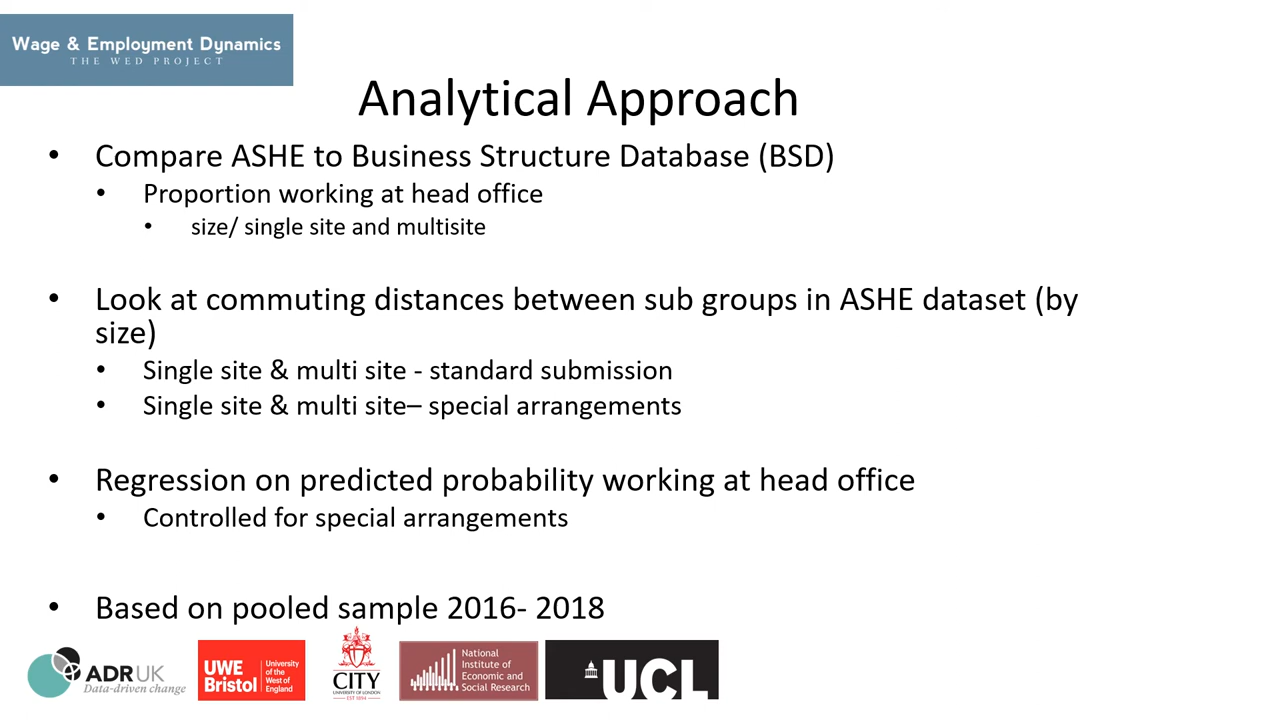 Wage & Employment Dynamics
THE WED PROJECT
Analytical Approach
• Compare ASHE to Business Structure Database (BSD)
• Proportion working at head office
• size/ single site and multisite
• Look at commuting distances between sub groups in ASHE dataset (by
size)
• Single site & multi site - standard submission
• Single site & multi site– special arrangements
• Regression on predicted probability working at head office
• Controlled for special arrangements
• Based on pooled sample 2016- 2018
ADR UK
Data-driven change
UWE
Bristol
University
of the
West of
England
CITY
UNIVERSITY OF LONDON
EST 1894
National
Institute of
Economic and
Social Research
UCL